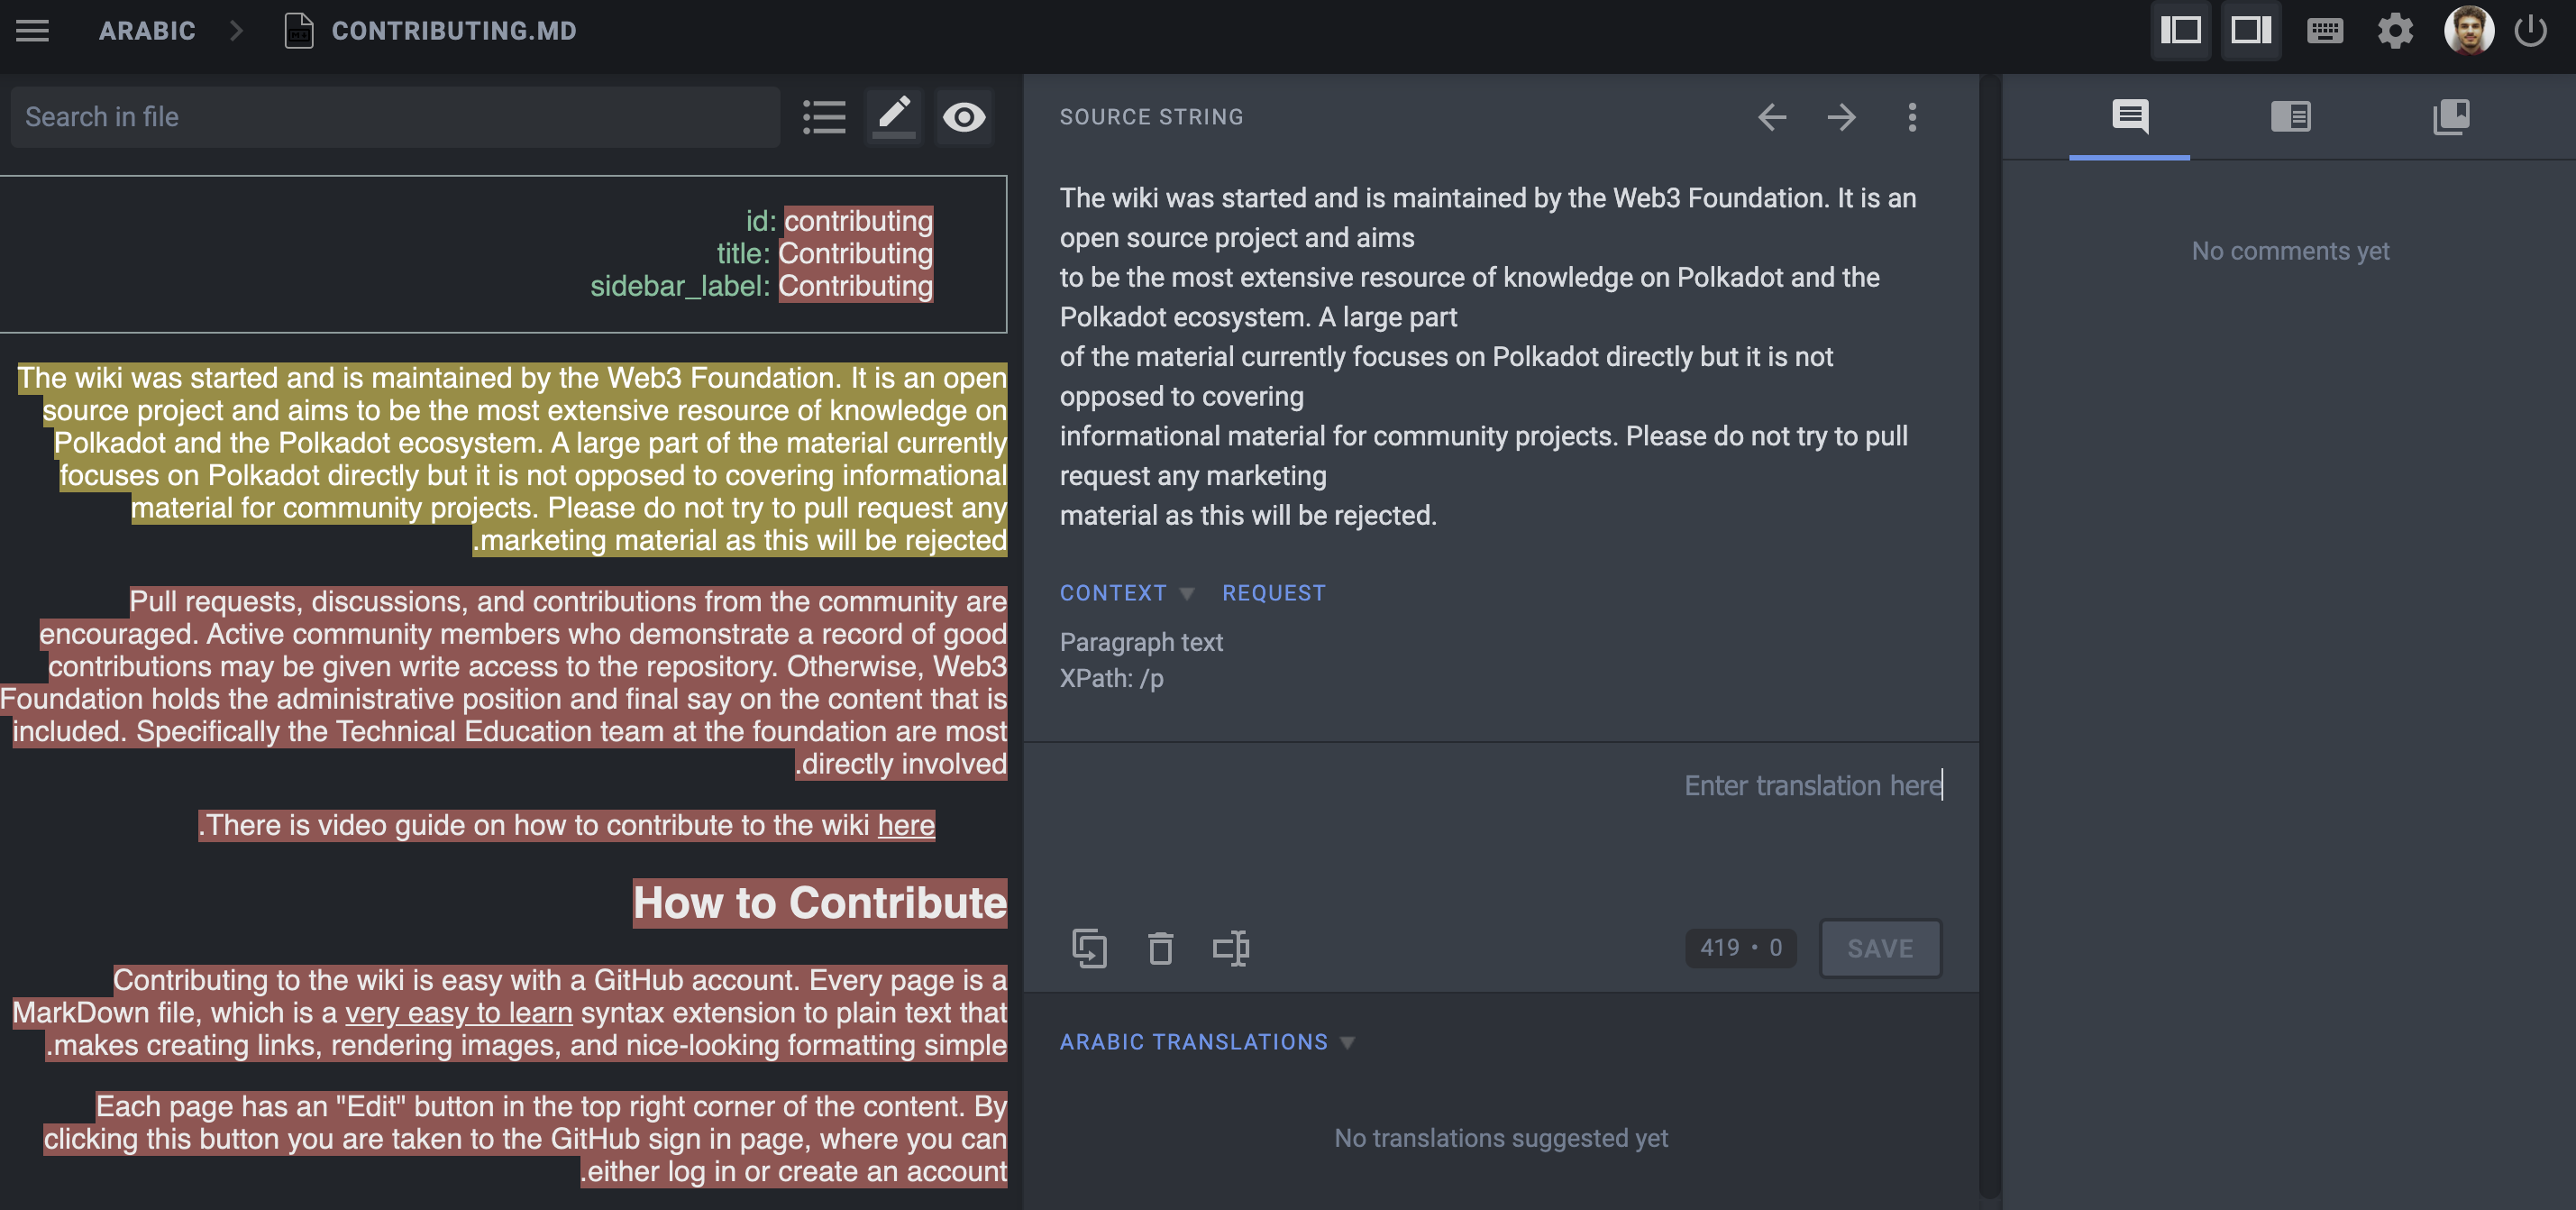 ARABIC
CONTRIBUTING.MD
Search in file
id: contributing
title: Contributing
sidebar_label: Contributing
The wiki was started and is maintained by the Web3 Foundation. It is an open
source project and aims to be the most extensive resource of knowledge on
Polkadot and the Polkadot ecosystem. A large part of the material currently
focuses on Polkadot directly but it is not opposed to covering informational
material for community projects. Please do not try to pull request any
.marketing material as this will be rejected
Pull requests, discussions, and contributions from the community are
encouraged. Active community members who demonstrate a record of good
contributions may be given write access to the repository. Otherwise, Web3
Foundation holds the administrative position and final say on the content that is
included. Specifically the Technical Education team at the foundation are most
.directly involved
.There is video guide on how to contribute to the wiki here
How to Contribute
Contributing to the wiki is easy with a GitHub account. Every page is a
MarkDown file, which is a very easy to learn syntax extension to plain text that
.makes creating links, rendering images, and nice-looking formatting simple
Each page has an "Edit" button in the top right corner of the content. By
clicking this button you are taken to the GitHub sign in page, where you can
.either log in or create an account
SOURCE STRING
The wiki was started and is maintained by the Web3 Foundation. It is an
open source project and aims
to be the most extensive resource of knowledge on Polkadot and the
Polkadot ecosystem. A large part
of the material currently focuses on Polkadot directly but it is not
opposed to covering
informational material for community projects. Please do not try to pull
request any marketing
material as this will be rejected.
CONTEXT REQUEST
Paragraph text
XPath: /p
Enter translation here
419 • 0
SAVE
ARABIC TRANSLATIONS
No translations suggested yet
No comments yet